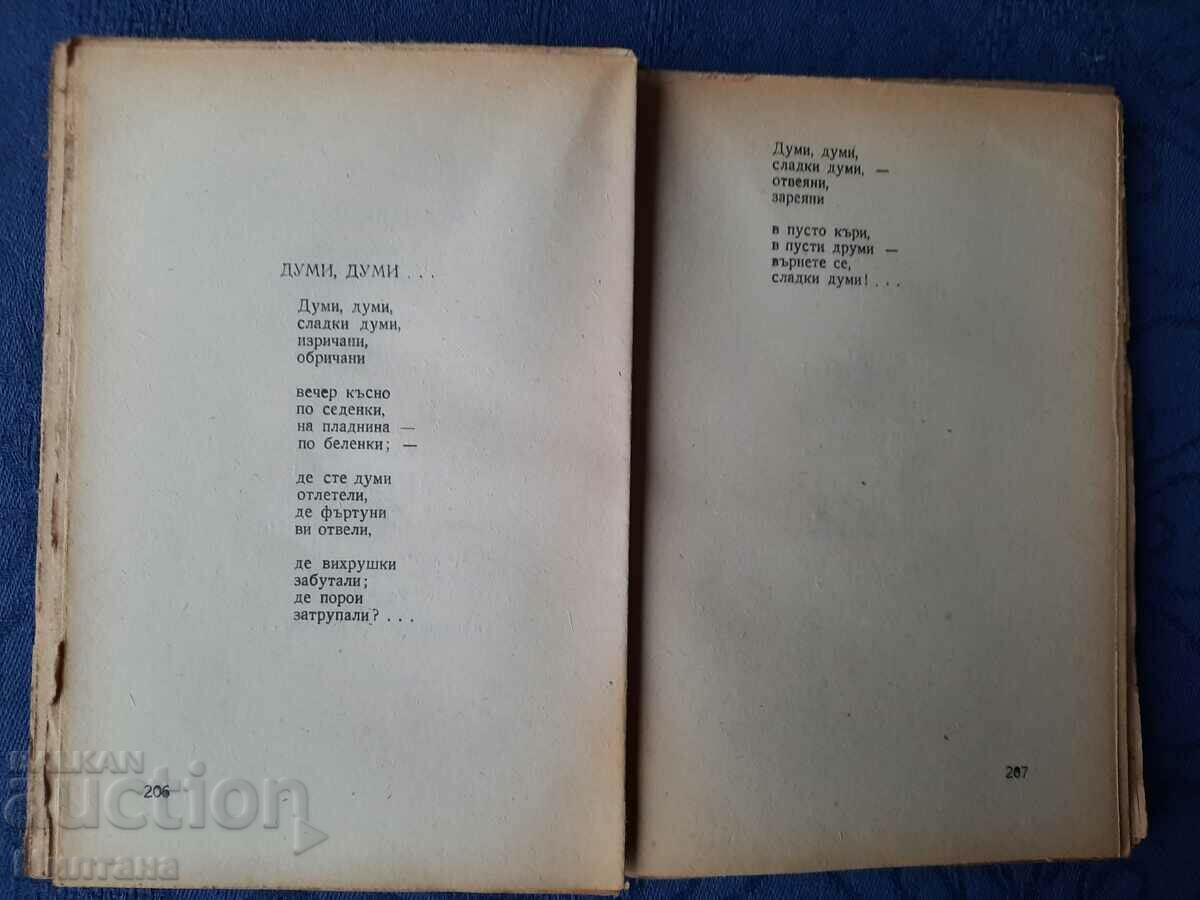 ДУМИ, ДУМИ . . .
Думи, думи,
сладки думи,
изричани,
обричани
вечер късно
по седенки,
на пладнина —
по беленки; —
де сте думи
отлетели,
де фъртуни
ви отвели,
де вихрушки
забутали;
де порои
затрупали? . . .
206
Думи, думи,
сладки думи, —
отвеяни,
зареяни
в пусто къри,
в пусти друми —
върнете се,
сладки думи! . . .
207
BALKAN
auction